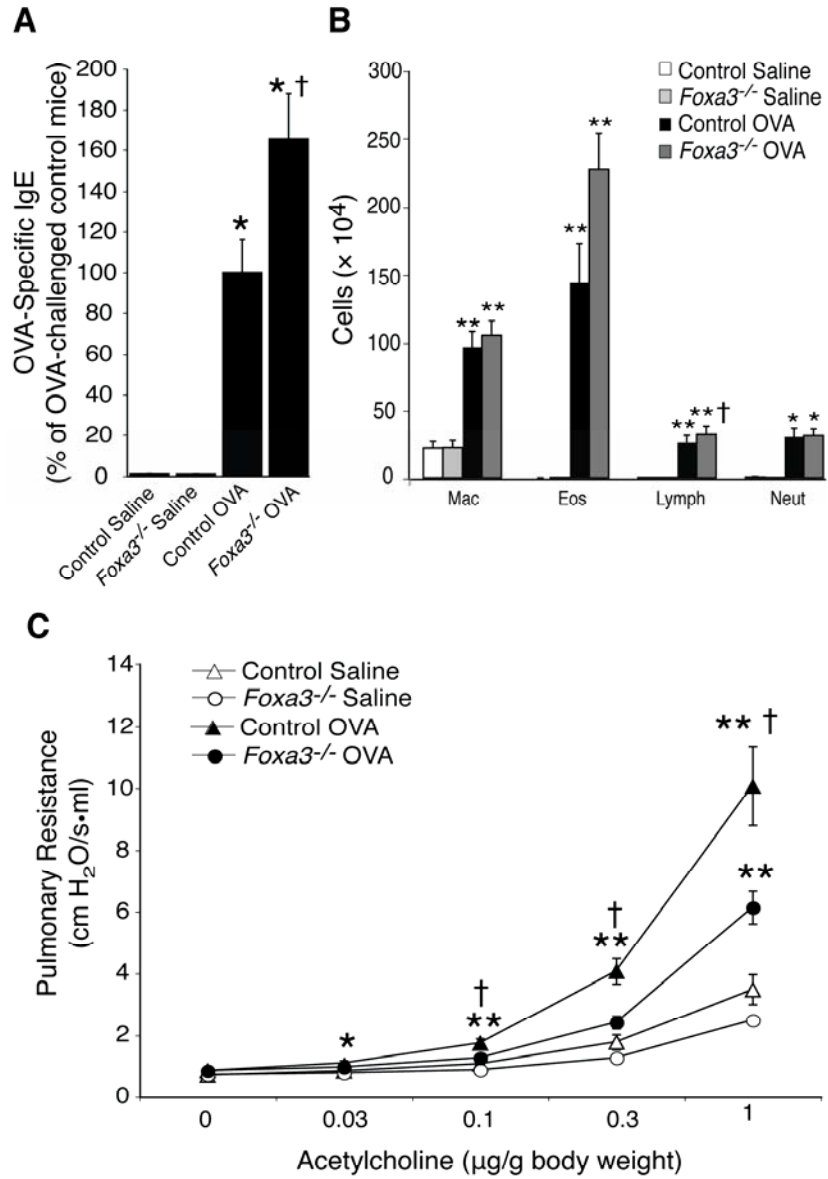 A
OVA-Specific IgE
(% of OVA-challenged control mice)
200
180
160
140
120
100
80
60
40
20
0
* †
*
Control Saline
Foxa3-/- Saline
Control OVA
Foxa3-/- OVA
B
Cells (× 10⁴)
300
250
200
150
100
50
0
Control Saline
Foxa3-/- Saline
Control OVA
Foxa3-/- OVA
** **
** **
** ** †
* *
Mac
Eos
Lymph
Neut
C
Pulmonary Resistance
(cm H₂O/s•ml)
14
12
10
8
6
4
2
0
Control Saline
Foxa3-/- Saline
Control OVA
Foxa3-/- OVA
*
†
**
†
**
** †
**
0 0.03 0.1 0.3 1
Acetylcholine (µg/g body weight)